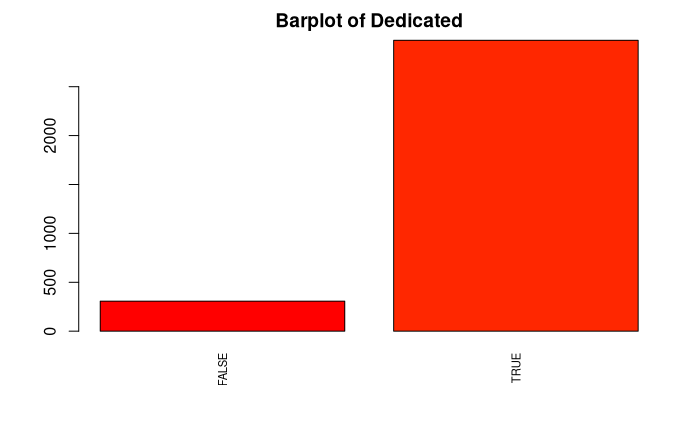 Barplot of Dedicated
2000
1000
500
0
FALSE
TRUE